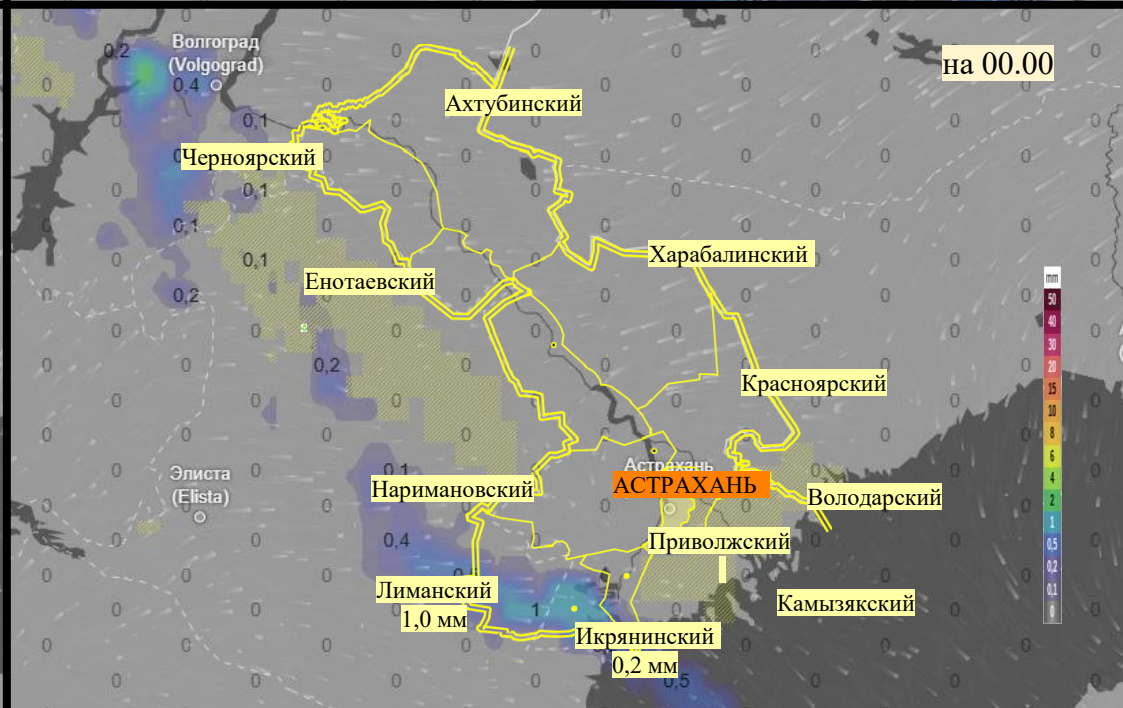 на 00.00
Волгоград
(Volgograd)
Ахтубинский
Черноярский
Харабалинский
Енотаевский
Красноярский
Астрахань
АСТРАХАНЬ
Элиста
(Elista)
Наримановский
Володарский
Приволжский
Лиманский
1,0 мм
Камызякский
Икрянинский
0,2 мм
0,2
0,4
0,1
0,1
0,1
0,1
0,2
0,2
0,1
0,4
1
0,5
mm
50
40
30
20
15
10
8
6
4
2
1
0,5
0,2
0,1
0